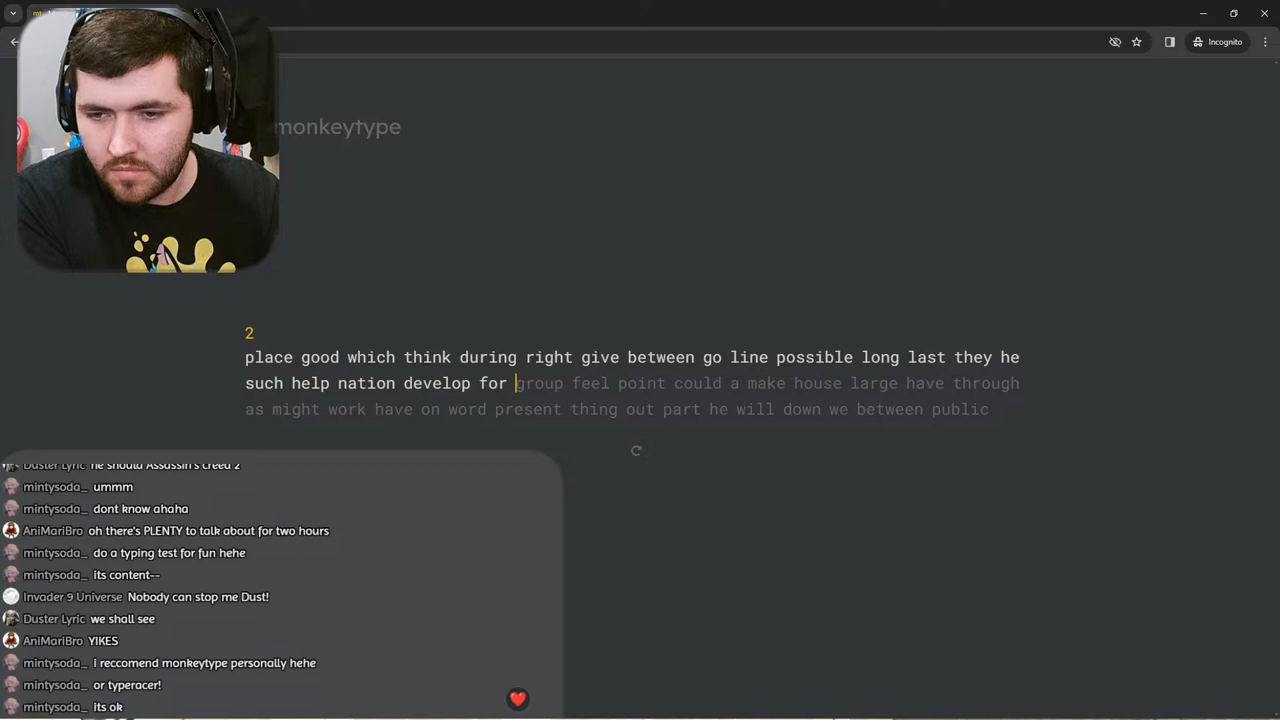 Incognito
monkeytype
2
place good which think during right give between go line possible long last they he
such help nation develop for group feel point could a make house large have through
as might work have on word present thing out part he will down we between public
Duster Lyric he should Assassin's Creed 2
mintysoda_ ummm
mintysoda_ dont know ahaha
AniMariBro oh there's PLENTY to talk about for two hours
mintysoda_ do a typing test for fun hehe
mintysoda_ its content--
Invader 9 Universe Nobody can stop me Dust!
Duster Lyric we shall see
AniMariBro YIKES
mintysoda_ i reccomend monkeytype personally hehe
mintysoda_ or typeracer!
mintysoda_ its ok